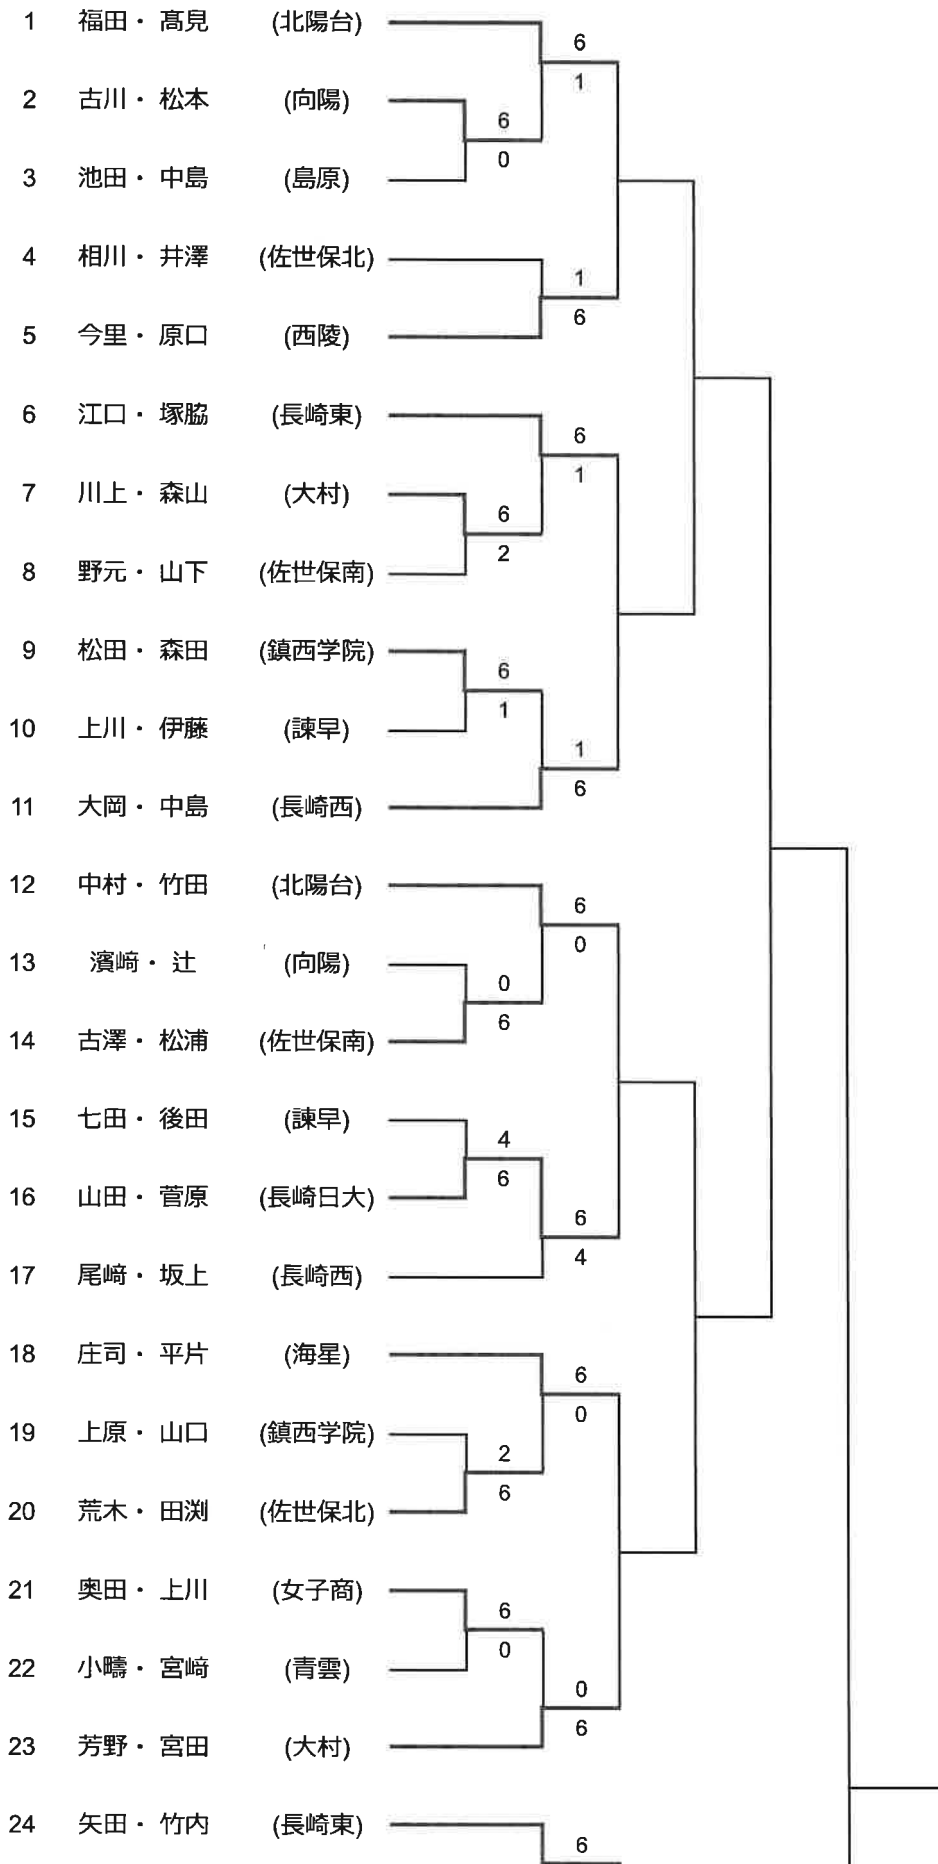 1 福田・髙見 (北陽台)
6
1
2 古川・松本 (向陽)
6
0
3 池田・中島 (島原)
4 相川・井澤 (佐世保北)
1
6
5 今里・原口 (西陵)
6 江口・塚脇 (長崎東)
6
1
7 川上・森山 (大村)
6
2
8 野元・山下 (佐世保南)
9 松田・森田 (鎮西学院)
6
1
10 上川・伊藤 (諫早)
1
6
11 大岡・中島 (長崎西)
12 中村・竹田 (北陽台)
6
0
13 濱﨑・辻 (向陽)
0
6
14 古澤・松浦 (佐世保南)
15 七田・後田 (諫早)
4
6
16 山田・菅原 (長崎日大)
6
4
17 尾﨑・坂上 (長崎西)
18 庄司・平片 (海星)
6
0
19 上原・山口 (鎮西学院)
2
6
20 荒木・田渕 (佐世保北)
21 奥田・上川 (女子商)
6
0
22 小疇・宮﨑 (青雲)
0
6
23 芳野・宮田 (大村)
24 矢田・竹内 (長崎東)
6